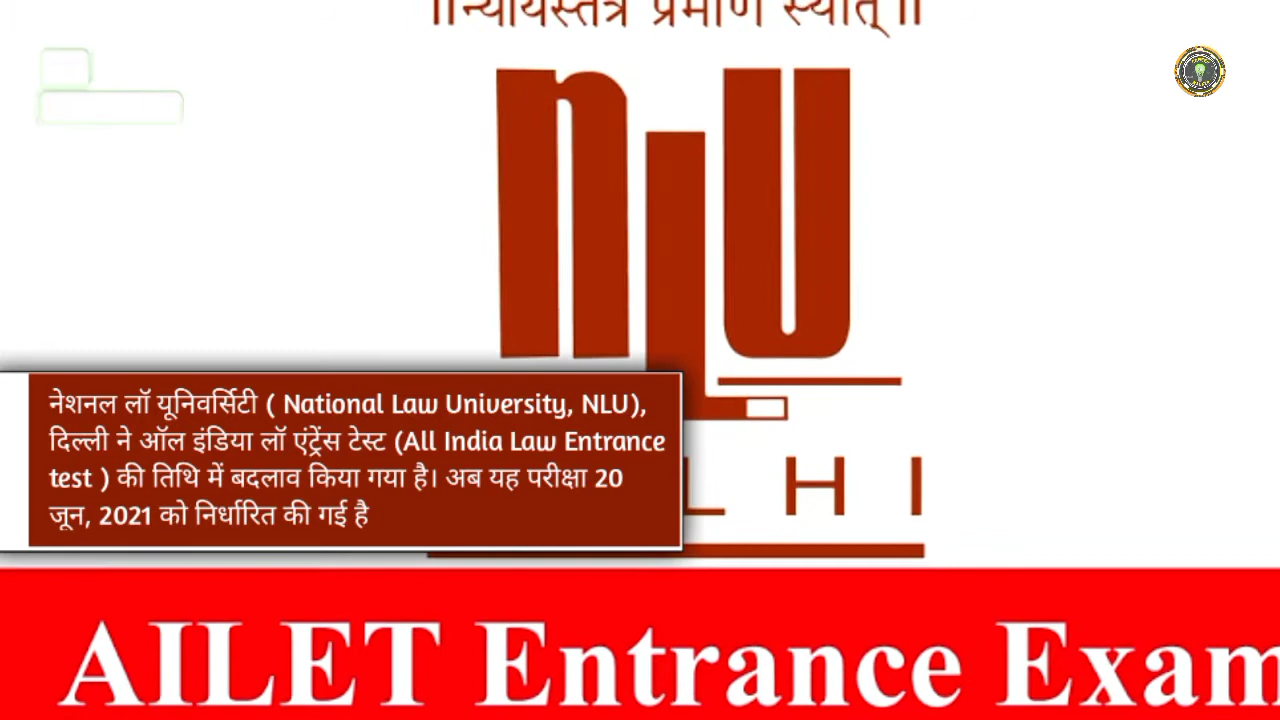 ॥न्यायस्तत्र प्रमाणं स्यात्॥
nLU
LHI
नेशनल लॉ यूनिवर्सिटी ( National Law University, NLU),
दिल्ली ने ऑल इंडिया लॉ एंट्रेंस टेस्ट (All India Law Entrance
test ) की तिथि में बदलाव किया गया है। अब यह परीक्षा 20
जून, 2021 को निर्धारित की गई है
AILET Entrance Exam